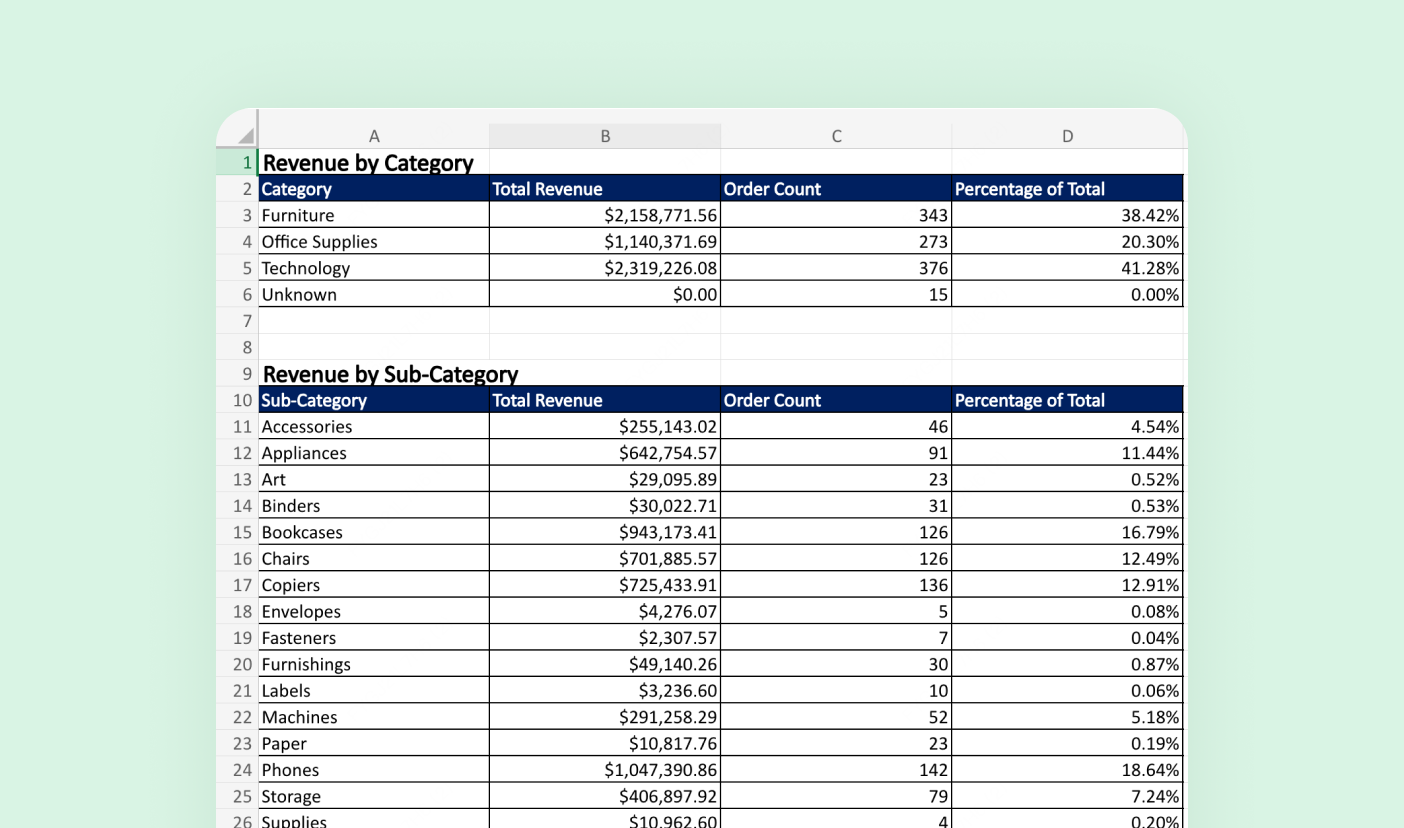 A B C D
1 Revenue by Category
2 Category Total Revenue Order Count Percentage of Total
3 Furniture $2,158,771.56 343 38.42%
4 Office Supplies $1,140,371.69 273 20.30%
5 Technology $2,319,226.08 376 41.28%
6 Unknown $0.00 15 0.00%
7
8
9 Revenue by Sub-Category
10 Sub-Category Total Revenue Order Count Percentage of Total
11 Accessories $255,143.02 46 4.54%
12 Appliances $642,754.57 91 11.44%
13 Art $29,095.89 23 0.52%
14 Binders $30,022.71 31 0.53%
15 Bookcases $943,173.41 126 16.79%
16 Chairs $701,885.57 126 12.49%
17 Copiers $725,433.91 136 12.91%
18 Envelopes $4,276.07 5 0.08%
19 Fasteners $2,307.57 7 0.04%
20 Furnishings $49,140.26 30 0.87%
21 Labels $3,236.60 10 0.06%
22 Machines $291,258.29 52 5.18%
23 Paper $10,817.76 23 0.19%
24 Phones $1,047,390.86 142 18.64%
25 Storage $406,897.92 79 7.24%
26 Supplies $10,962.60 4 0.20%